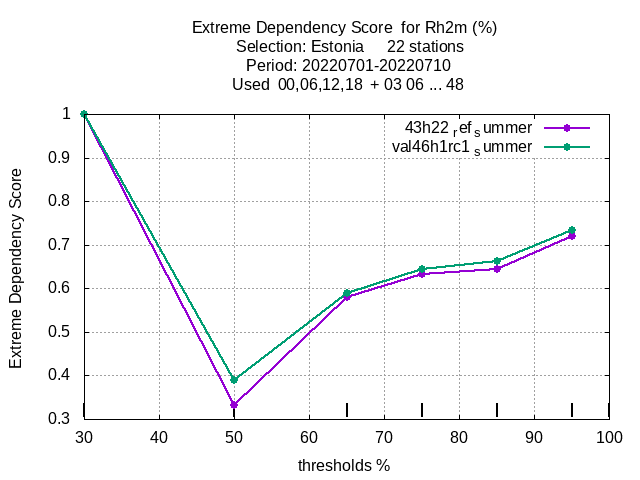 Extreme Dependency Score  for Rh2m (%)
Selection: Estonia     22 stations
Period: 20220701-20220710
Used  00,06,12,18  + 03 06 ... 48
43h22 ref summer
val46h1rc1 summer
Extreme Dependency Score
1
0.9
0.8
0.7
0.6
0.5
0.4
0.3
30 40 50 60 70 80 90 100
thresholds %